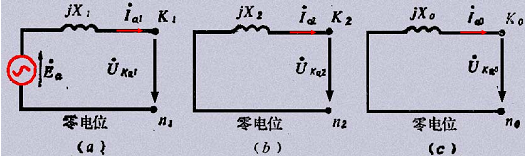 jX₁ İₐ₁ K₁
Ėₐ
U̇ₖₐ₁
零电位 n₁
(a)
jX₂ İₐ₂ K₂
U̇ₖₐ₂
零电位 n₂
(b)
jX₀ İₐ₀ K₀
U̇ₖₐ₀
零电位 n₀
(c)